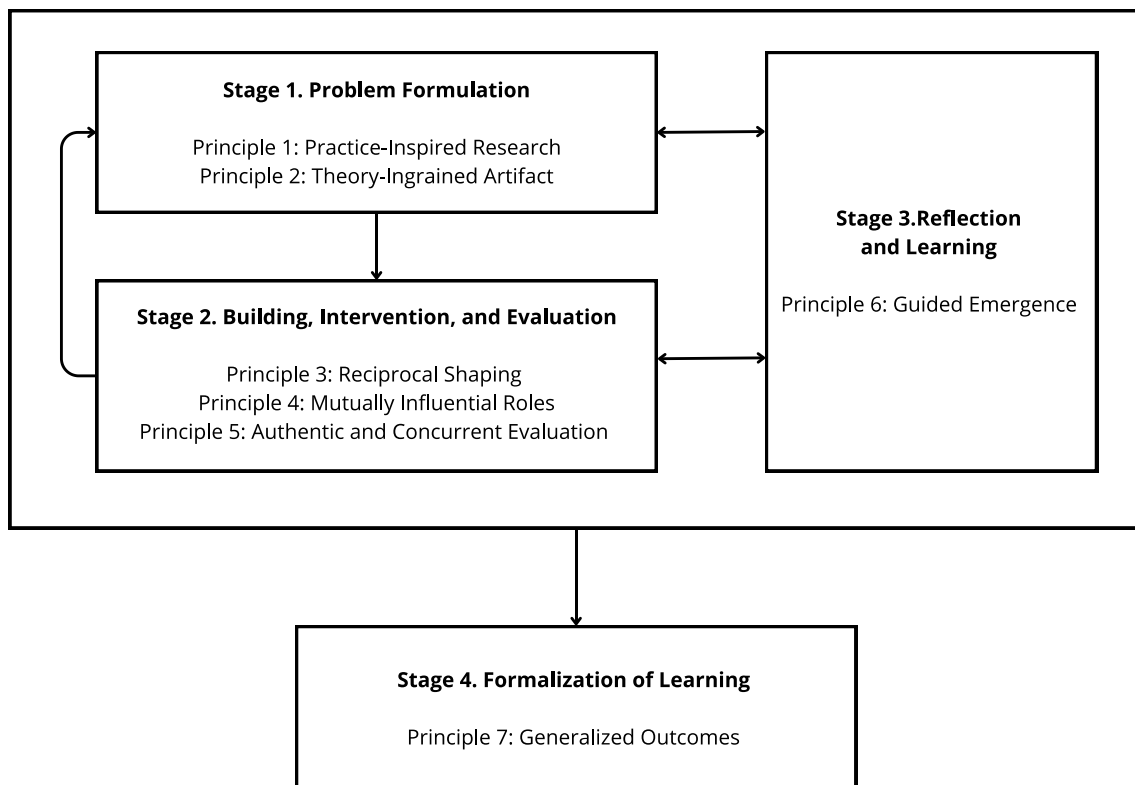 Stage 1. Problem Formulation
Principle 1: Practice-Inspired Research
Principle 2: Theory-Ingrained Artifact
Stage 2. Building, Intervention, and Evaluation
Principle 3: Reciprocal Shaping
Principle 4: Mutually Influential Roles
Principle 5: Authentic and Concurrent Evaluation
Stage 3.Reflection
and Learning
Principle 6: Guided Emergence
Stage 4. Formalization of Learning
Principle 7: Generalized Outcomes